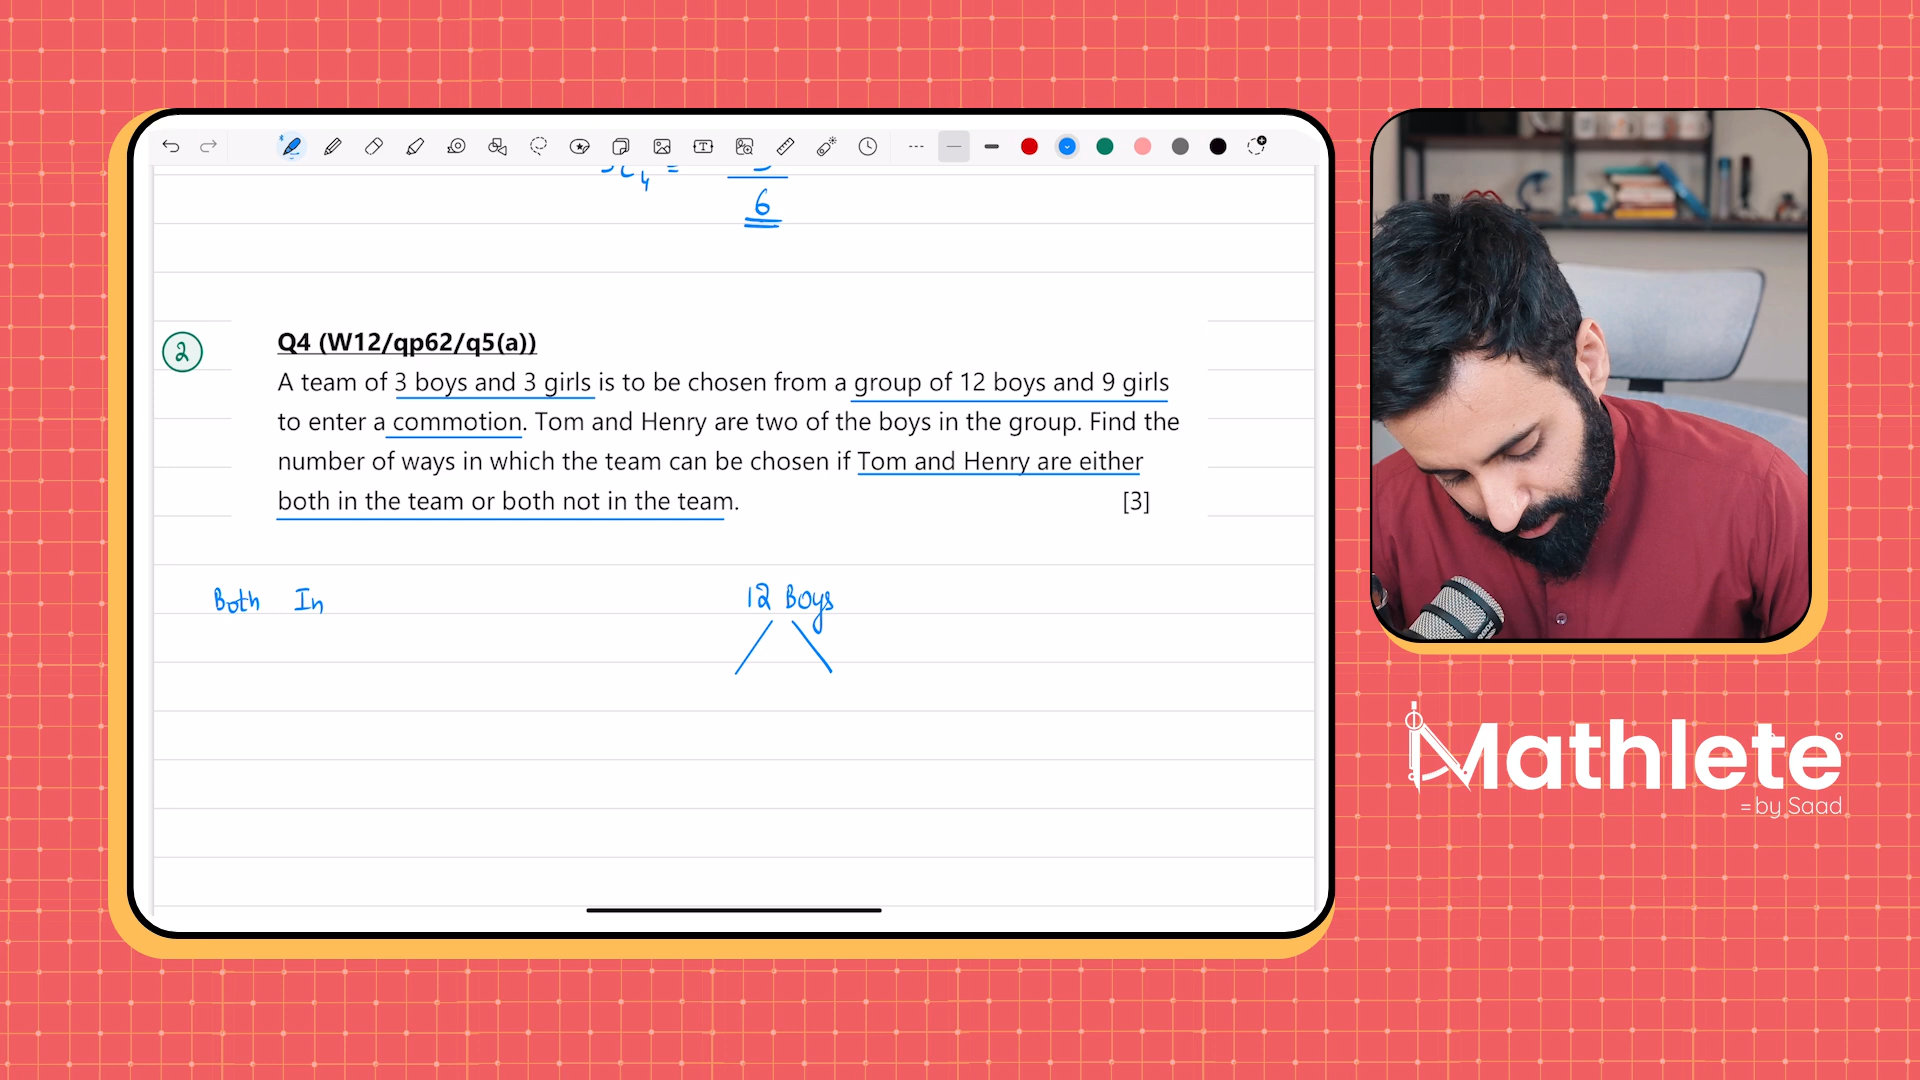 6
2
Q4 (W12/qp62/q5(a))
A team of 3 boys and 3 girls is to be chosen from a group of 12 boys and 9 girls
to enter a commotion. Tom and Henry are two of the boys in the group. Find the
number of ways in which the team can be chosen if Tom and Henry are either
both in the team or both not in the team. [3]
Both In
12 Boys
Mathlete
= by Saad